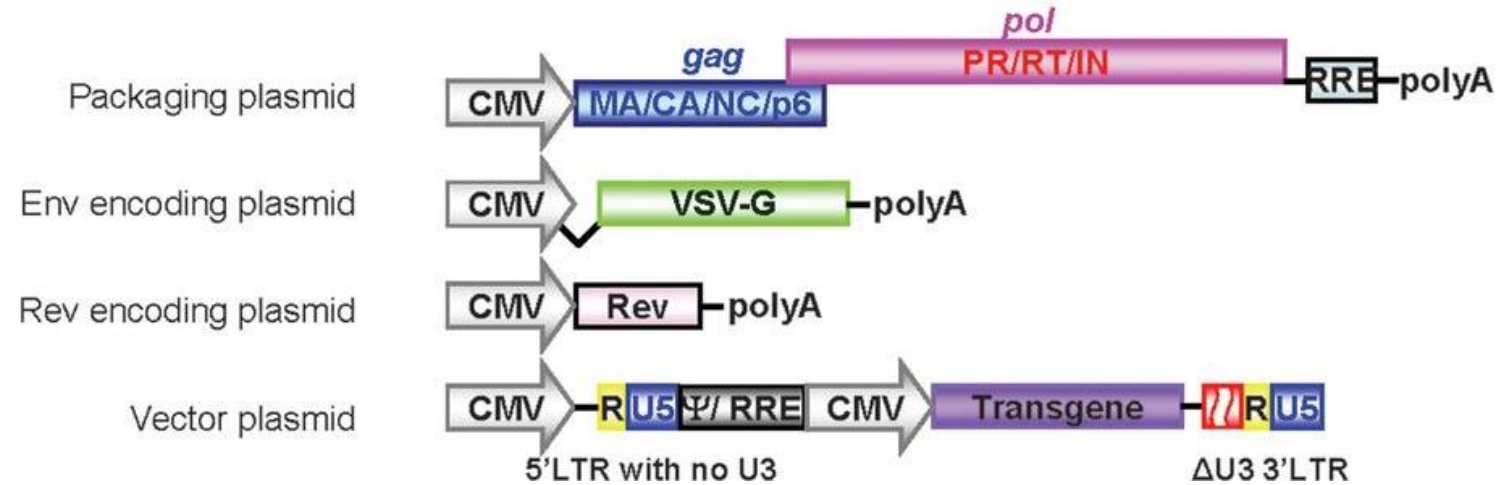 pol
gag
PR/RT/IN
Packaging plasmid CMV MA/CA/NC/p6 RRE polyA
Env encoding plasmid CMV VSV-G polyA
Rev encoding plasmid CMV Rev polyA
Vector plasmid CMV R U5 Ψ/ RRE CMV Transgene R U5
5'LTR with no U3 ΔU3 3'LTR